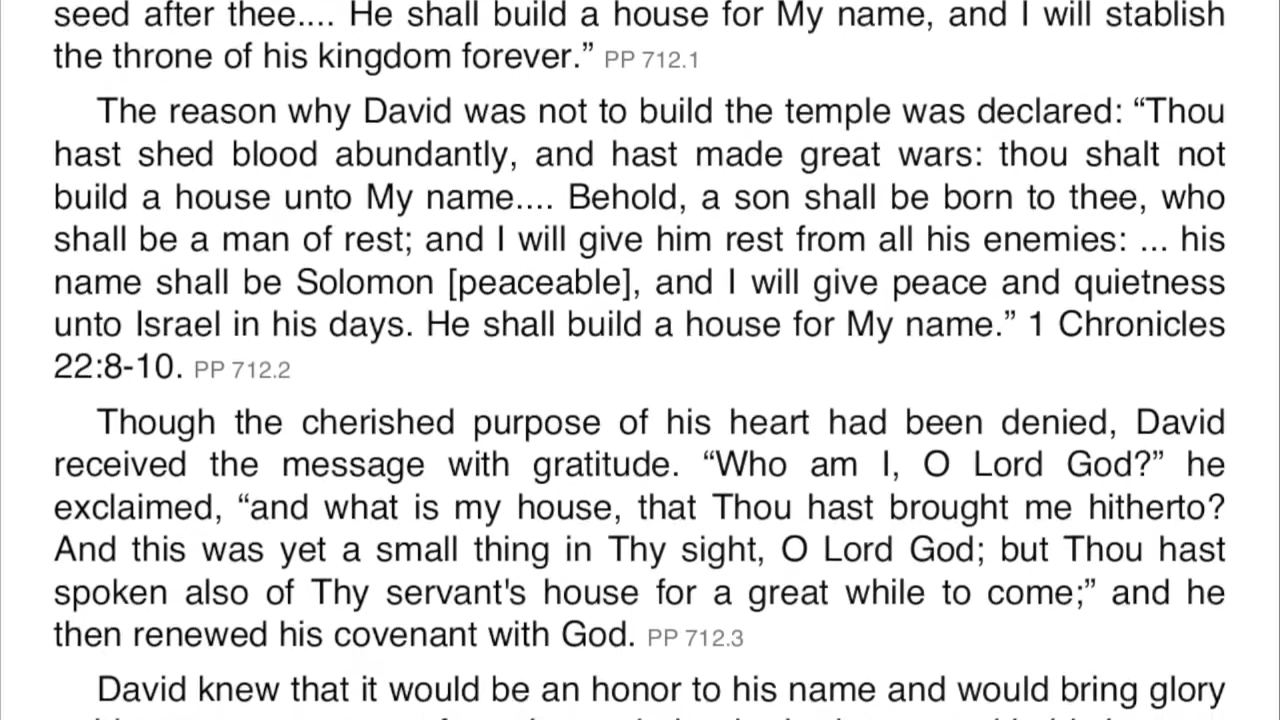 seed after thee.... He shall build a house for My name, and I will stablish
the throne of his kingdom forever.” PP 712.1
The reason why David was not to build the temple was declared: “Thou
hast shed blood abundantly, and hast made great wars: thou shalt not
build a house unto My name.... Behold, a son shall be born to thee, who
shall be a man of rest; and I will give him rest from all his enemies: ... his
name shall be Solomon [peaceable], and I will give peace and quietness
unto Israel in his days. He shall build a house for My name.” 1 Chronicles
22:8-10. PP 712.2
Though the cherished purpose of his heart had been denied, David
received the message with gratitude. “Who am I, O Lord God?” he
exclaimed, “and what is my house, that Thou hast brought me hitherto?
And this was yet a small thing in Thy sight, O Lord God; but Thou hast
spoken also of Thy servant's house for a great while to come;” and he
then renewed his covenant with God. PP 712.3
David knew that it would be an honor to his name and would bring glory